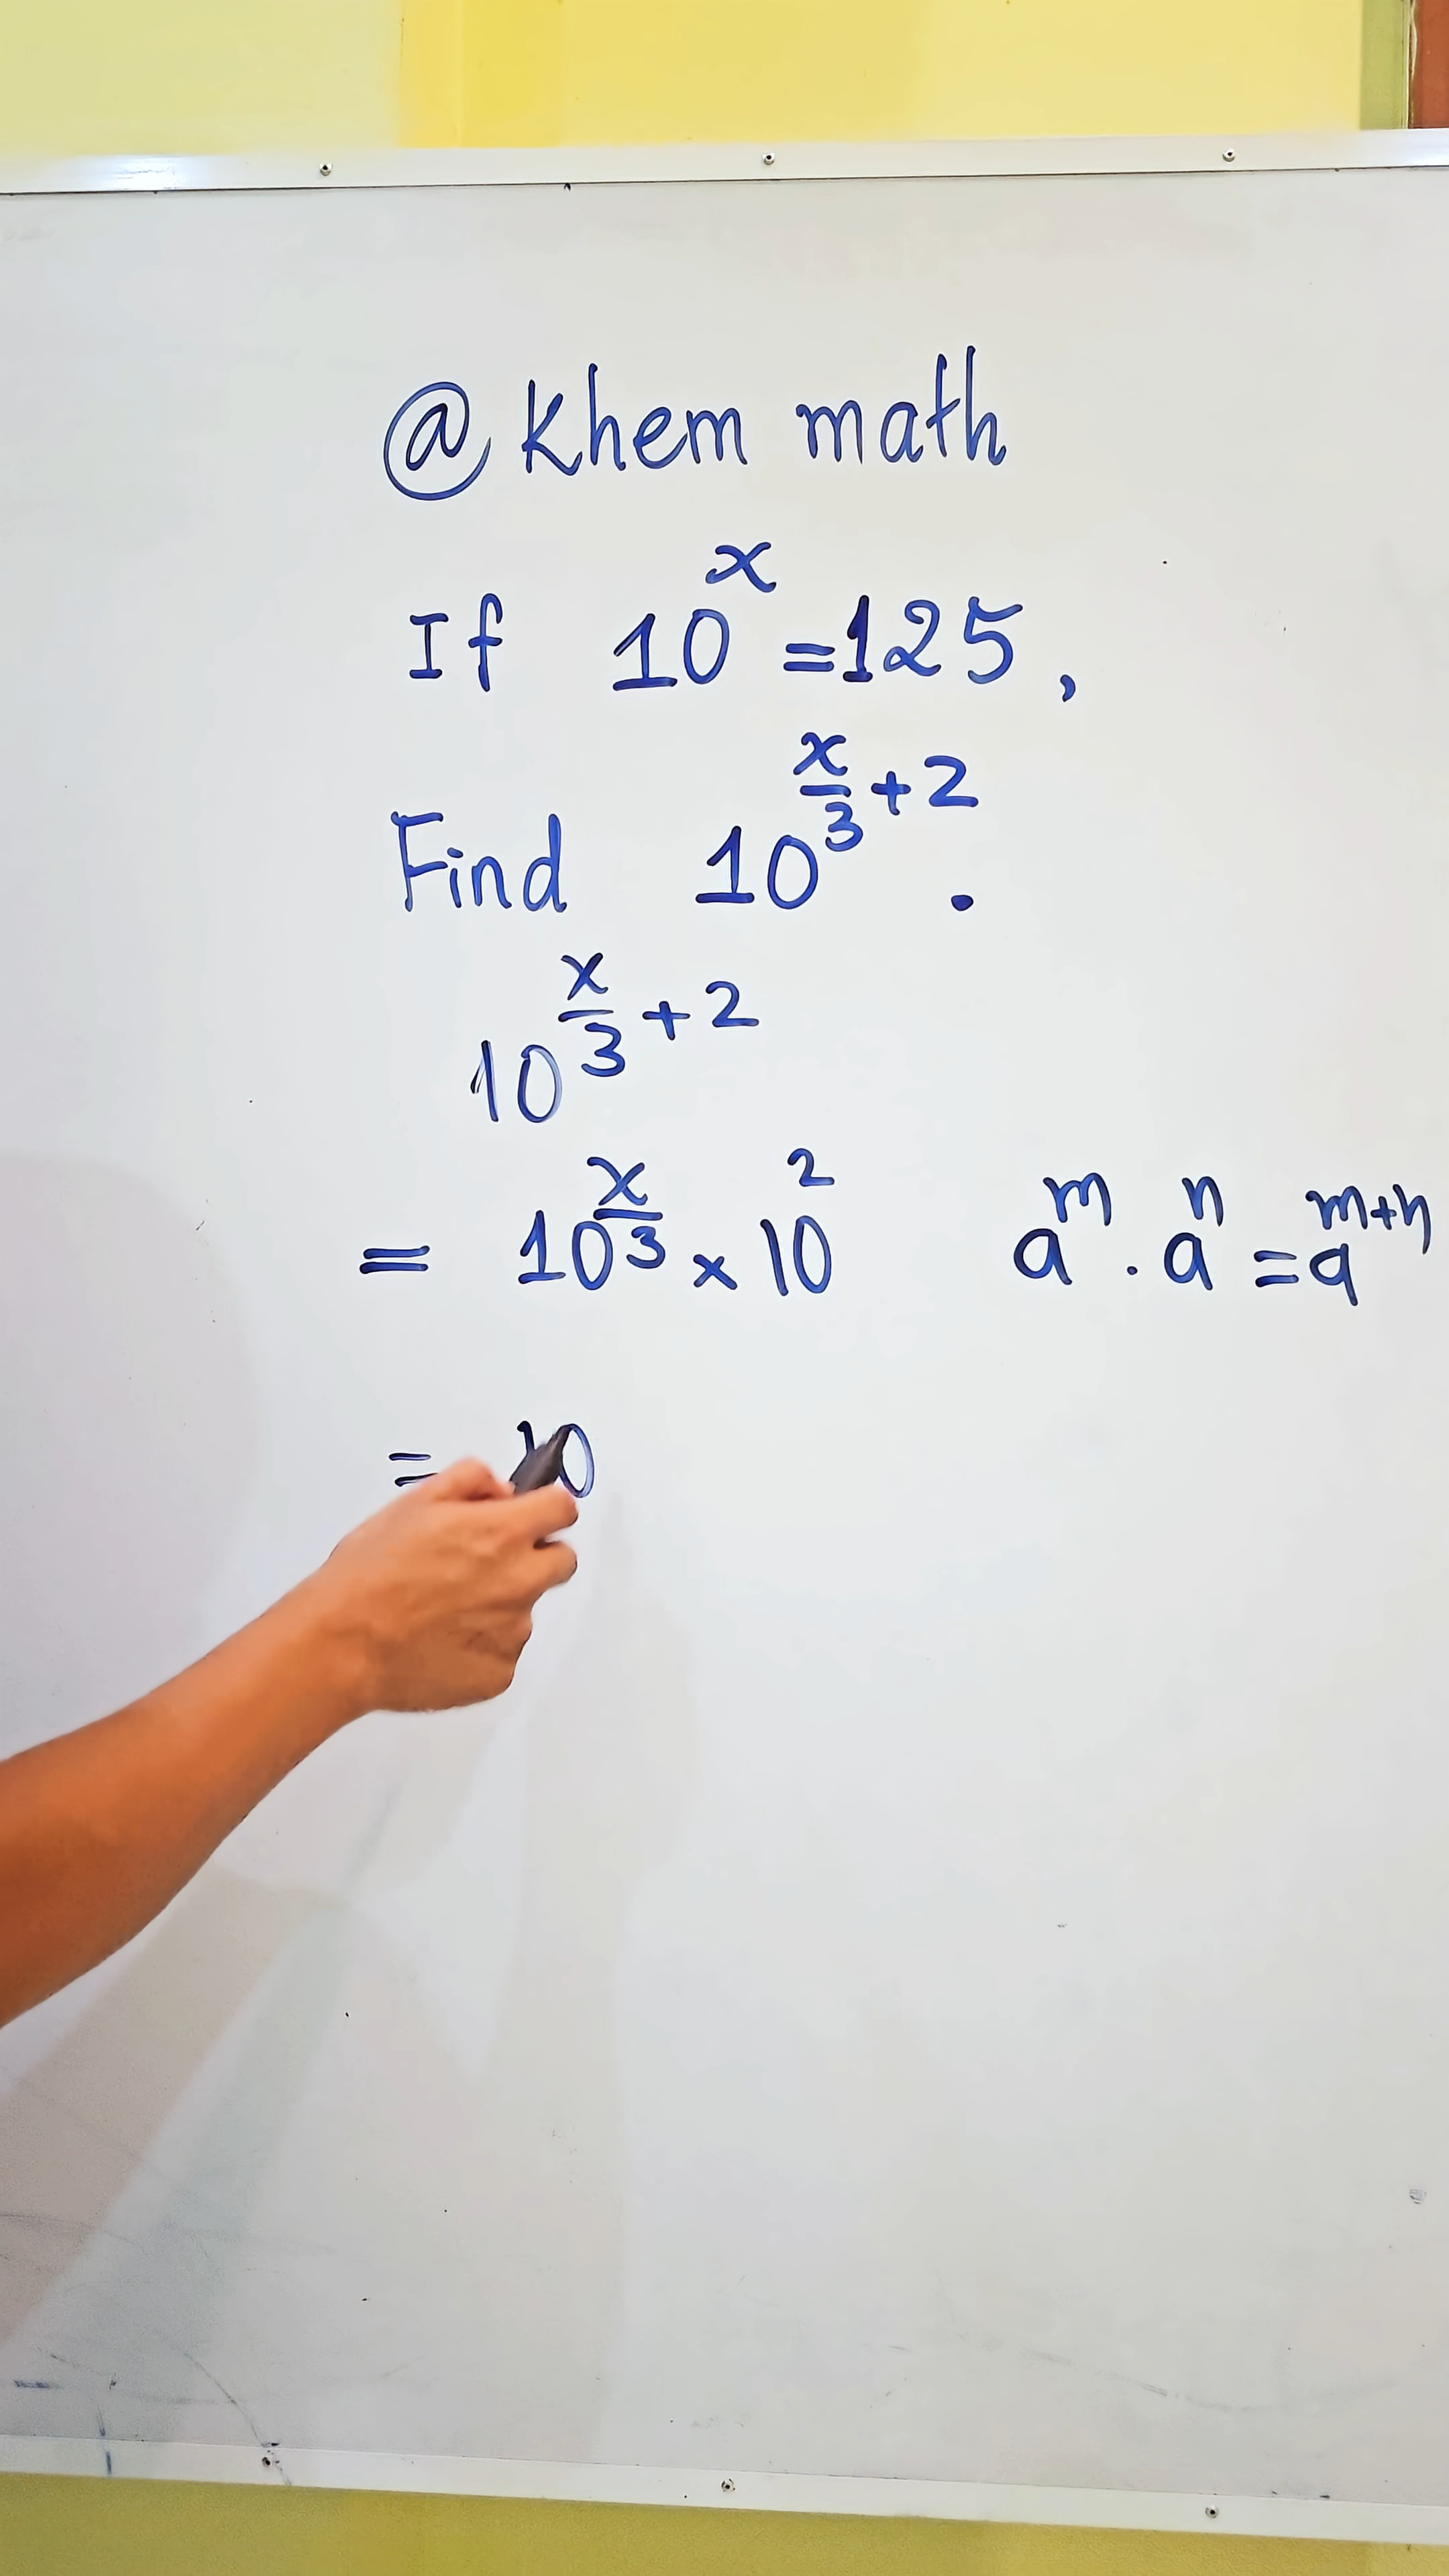 @ Khem math
If 10^x = 125,
Find 10^(x/3 + 2).
10^(x/3 + 2)
= 10^(x/3) × 10^2   a^m · a^n = a^(m+n)
= 10